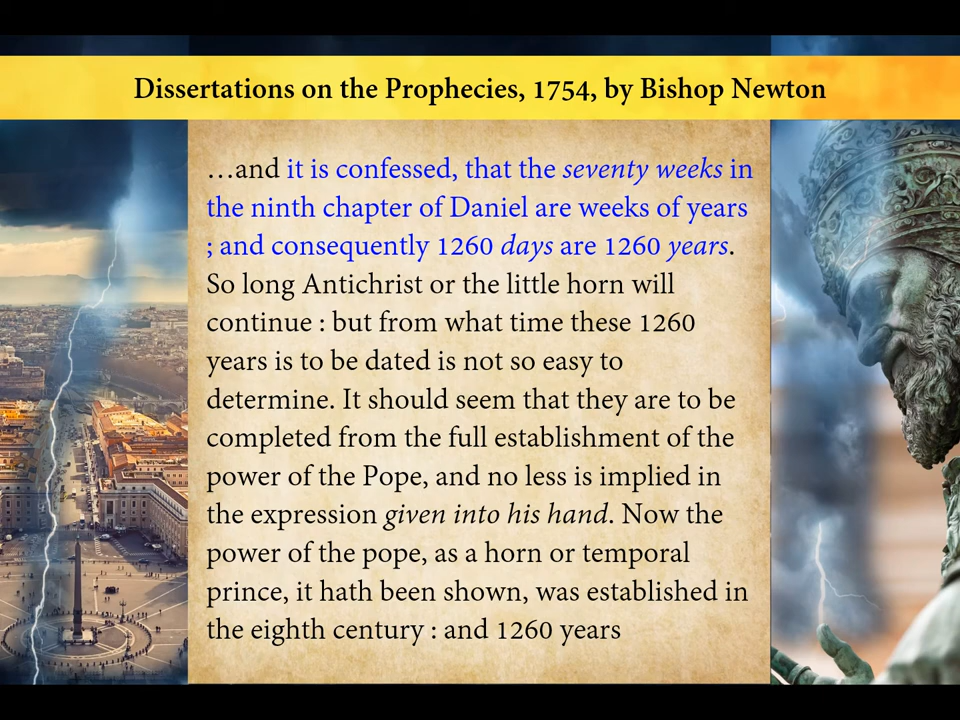 Dissertations on the Prophecies, 1754, by Bishop Newton
…and it is confessed, that the seventy weeks in
the ninth chapter of Daniel are weeks of years
; and consequently 1260 days are 1260 years.
So long Antichrist or the little horn will
continue : but from what time these 1260
years is to be dated is not so easy to
determine. It should seem that they are to be
completed from the full establishment of the
power of the Pope, and no less is implied in
the expression given into his hand. Now the
power of the pope, as a horn or temporal
prince, it hath been shown, was established in
the eighth century : and 1260 years